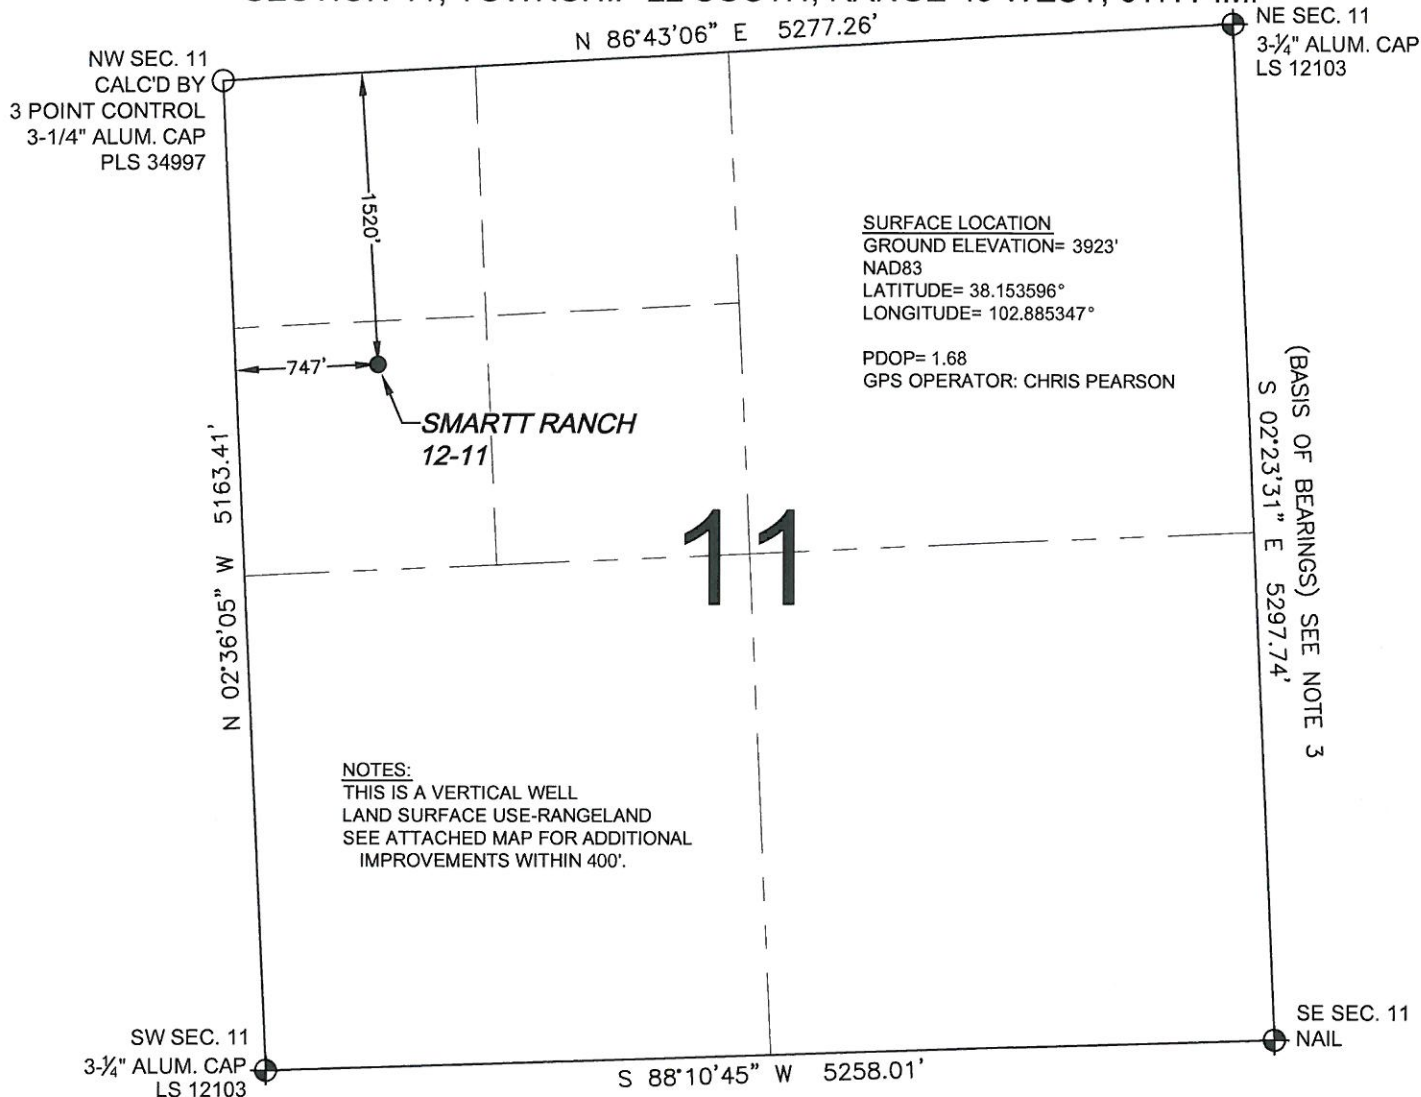 N 86°43'06" E 5277.26'
NE SEC. 11
3-¼" ALUM. CAP
LS 12103
NW SEC. 11
CALC'D BY
3 POINT CONTROL
3-1/4" ALUM. CAP
PLS 34997
1520'
747'
SMARTT RANCH
12-11
SURFACE LOCATION
GROUND ELEVATION= 3923'
NAD83
LATITUDE= 38.153596°
LONGITUDE= 102.885347°
PDOP= 1.68
GPS OPERATOR: CHRIS PEARSON
(BASIS OF BEARINGS) SEE NOTE 3
S 02°23'31" E 5297.74'
N 02°36'05" W 5163.41'
11
NOTES:
THIS IS A VERTICAL WELL
LAND SURFACE USE-RANGELAND
SEE ATTACHED MAP FOR ADDITIONAL
IMPROVEMENTS WITHIN 400'.
SW SEC. 11
3-¼" ALUM. CAP
LS 12103
S 88°10'45" W 5258.01'
SE SEC. 11
NAIL